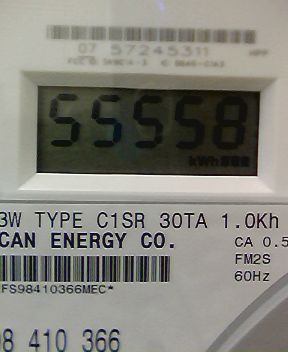 07 57245311
55558
kWh
3W TYPE C1SR 30TA 1.0Kh
CAN ENERGY CO.
CA 0.5
FM2S
60Hz
FS98410366MEC*
98 410 366